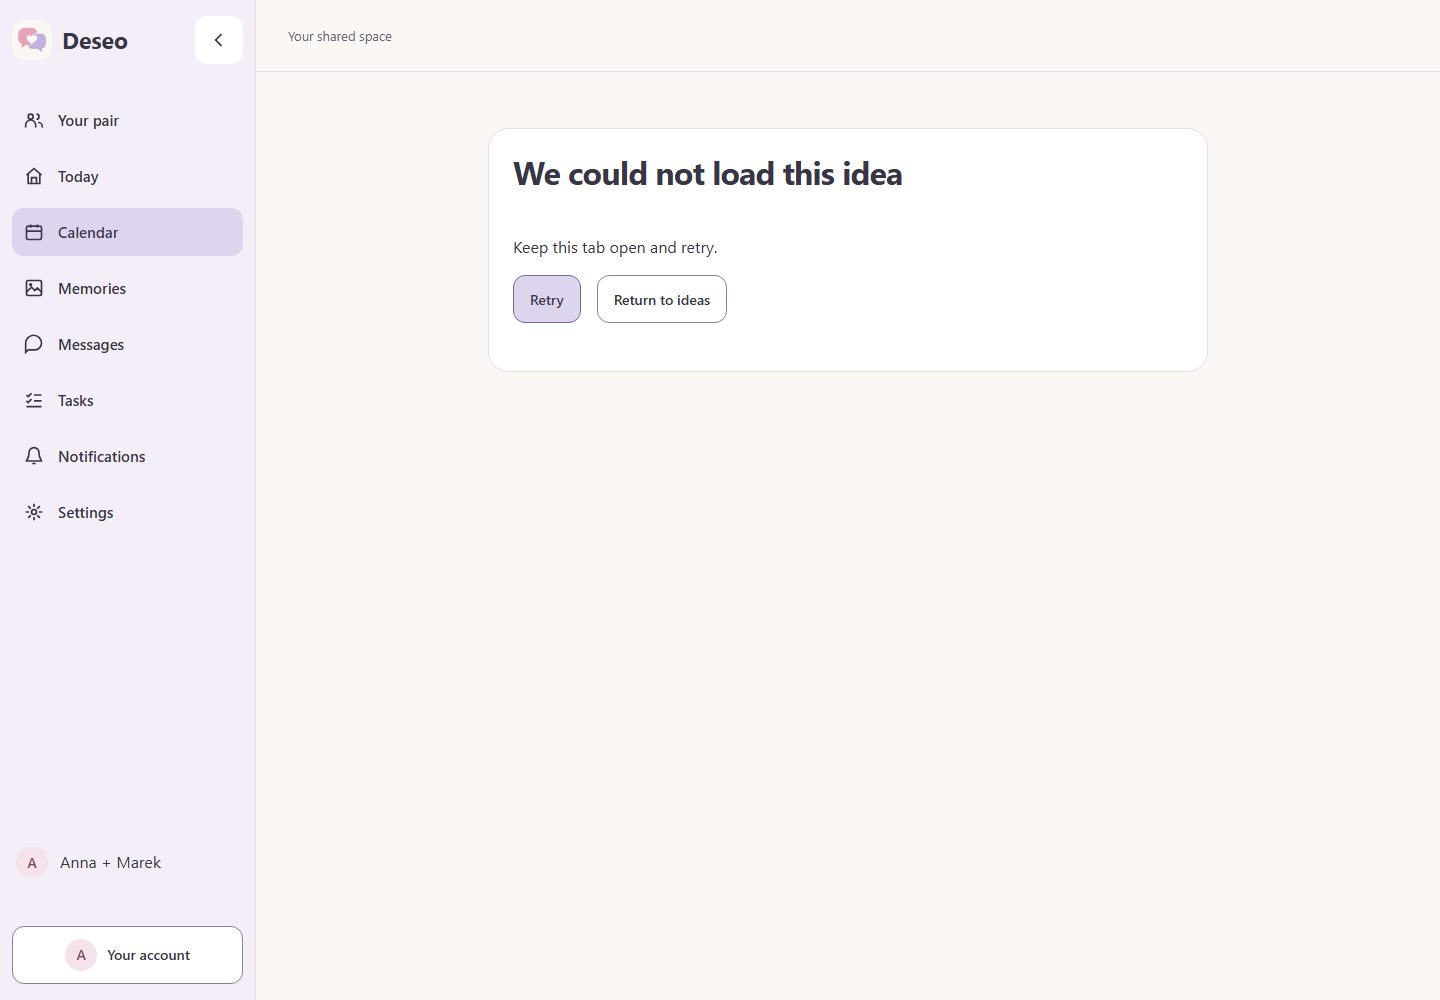 Deseo
Your pair
Today
Calendar
Memories
Messages
Tasks
Notifications
Settings
A
Anna + Marek
A
Your account
Your shared space
We could not load this idea
Keep this tab open and retry.
Retry
Return to ideas